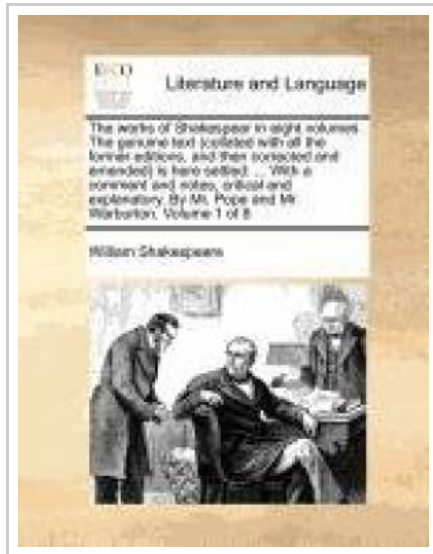 ECCO
Literature and Language
The works of Shakespear in eight volumes.
The genuine text (collated with all the
former editions, and then corrected and
emended) is here settled: ... With a
comment and notes, critical and
explanatory. By Mr. Pope and Mr.
Warburton. Volume 1 of 8
William Shakespeare